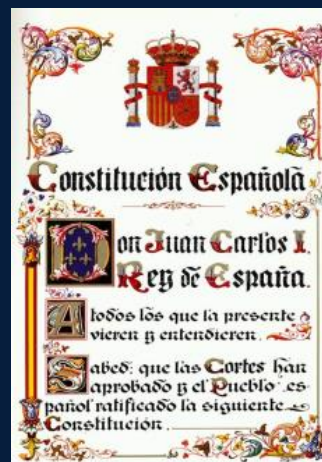 Constitución Española
Don Juan Carlos I.
Rey de España.
A todos los que la presente
vieren y entendieren.
Sabed: que las Cortes han
aprobado y el Pueblo es-
pañol ratificado la siguiente
Constitución.